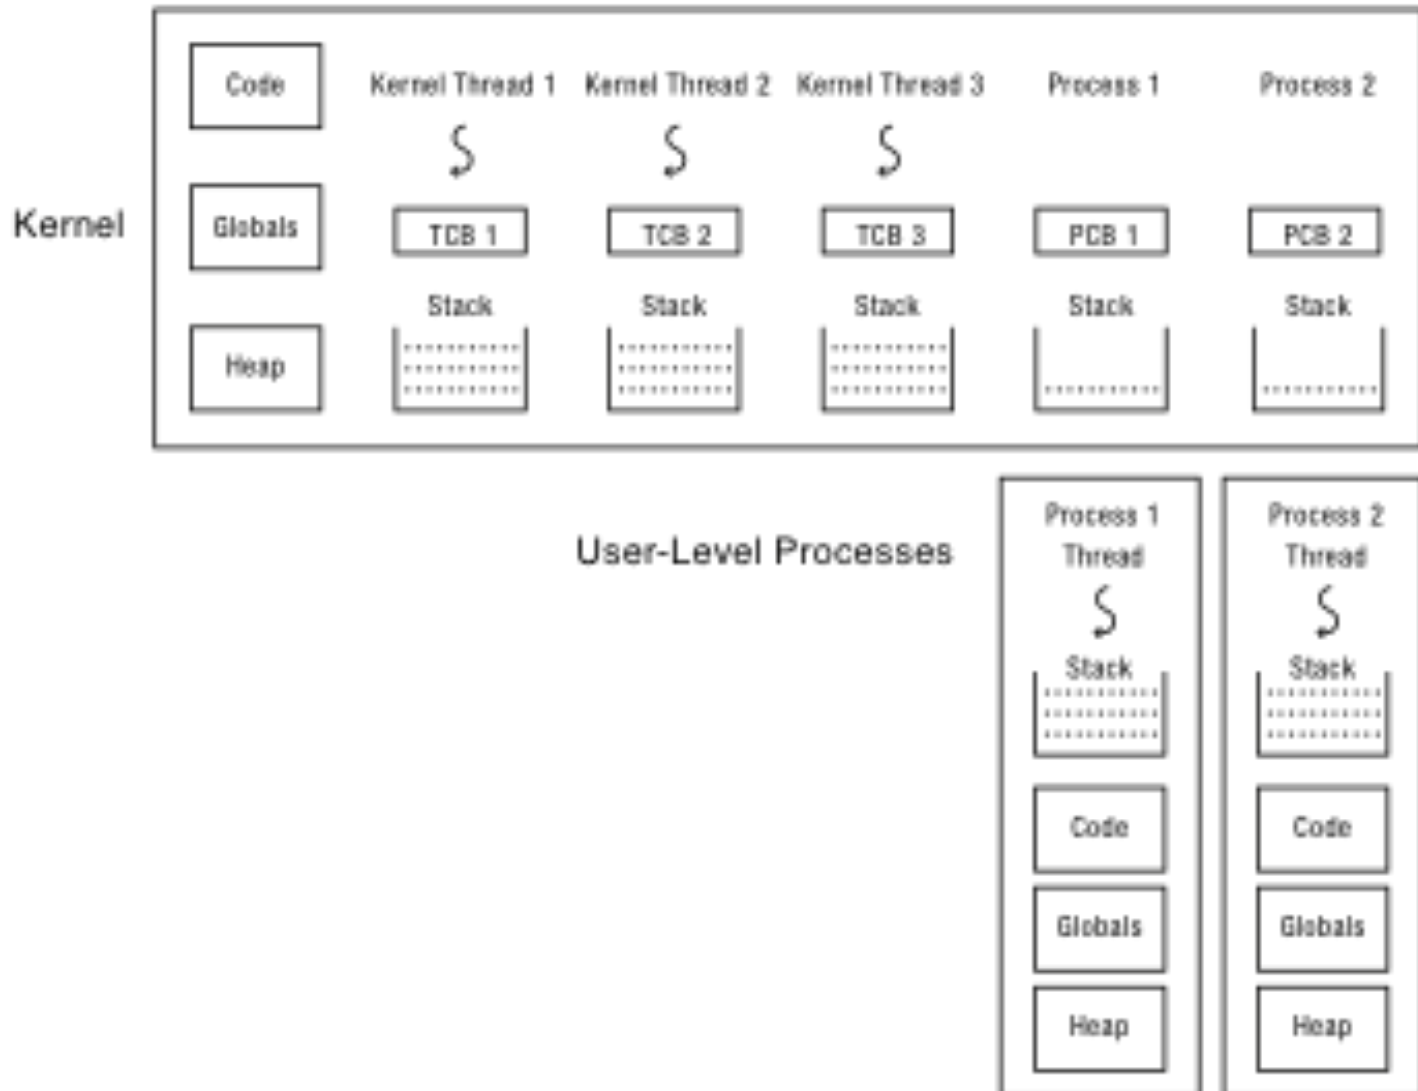 Code
Kernel Thread 1
Kernel Thread 2
Kernel Thread 3
Process 1
Process 2
Kernel
Globals
TCB 1
TCB 2
TCB 3
PCB 1
PCB 2
Stack
Stack
Stack
Stack
Stack
Heap
User-Level Processes
Process 1
Thread
Stack
Code
Globals
Heap
Process 2
Thread
Stack
Code
Globals
Heap